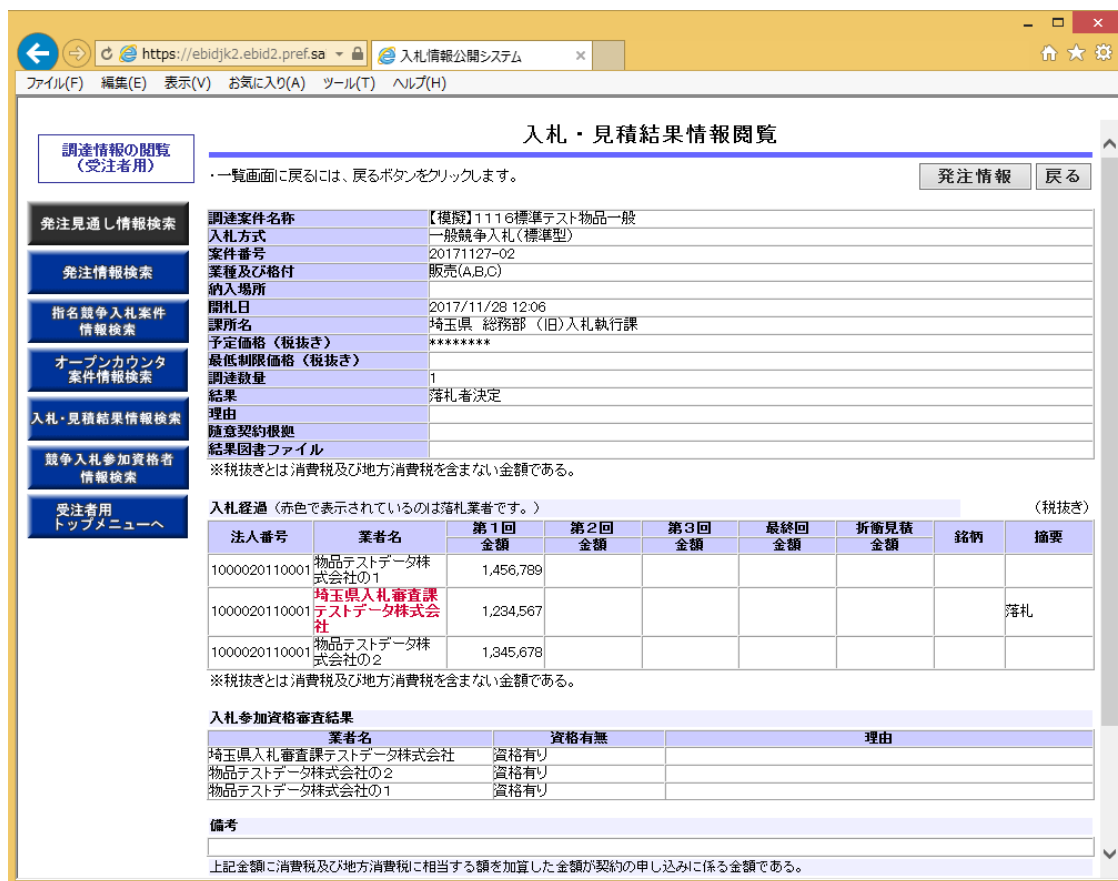 https://ebidjk2.ebid2.pref.sa
入札情報公開システム
ファイル(F) 編集(E) 表示(V) お気に入り(A) ツール(T) ヘルプ(H)
調達情報の閲覧
(受注者用)
発注見通し情報検索
発注情報検索
指名競争入札案件
情報検索
オープンカウンタ
案件情報検索
入札・見積結果情報検索
競争入札参加資格者
情報検索
受注者用
トップメニューへ
入札・見積結果情報閲覧
・一覧画面に戻るには、戻るボタンをクリックします。
発注情報 戻る
調達案件名称 【模擬】1116標準テスト物品一般
入札方式 一般競争入札(標準型)
案件番号 20171127-02
業種及び格付 販売(A,B,C)
納入場所
開札日 2017/11/28 12:06
課所名 埼玉県 総務部 (旧)入札執行課
予定価格(税抜き) ********
最低制限価格(税抜き)
調達数量 1
結果 落札者決定
理由
随意契約根拠
結果図書ファイル
※税抜きとは消費税及び地方消費税を含まない金額である。
入札経過(赤色で表示されているのは落札業者です。) (税抜き)
法人番号 業者名 第1回 第2回 第3回 最終回 折衝見積 銘柄 摘要
金額 金額 金額 金額 金額
1000020110001 物品テストデータ株式会社の1 1,456,789
1000020110001 埼玉県入札審査課テストデータ株式会社 1,234,567 落札
1000020110001 物品テストデータ株式会社の2 1,345,678
※税抜きとは消費税及び地方消費税を含まない金額である。
入札参加資格審査結果
業者名 資格有無 理由
埼玉県入札審査課テストデータ株式会社 資格有り
物品テストデータ株式会社の2 資格有り
物品テストデータ株式会社の1 資格有り
備考
上記金額に消費税及び地方消費税に相当する額を加算した金額が契約の申し込みに係る金額である。